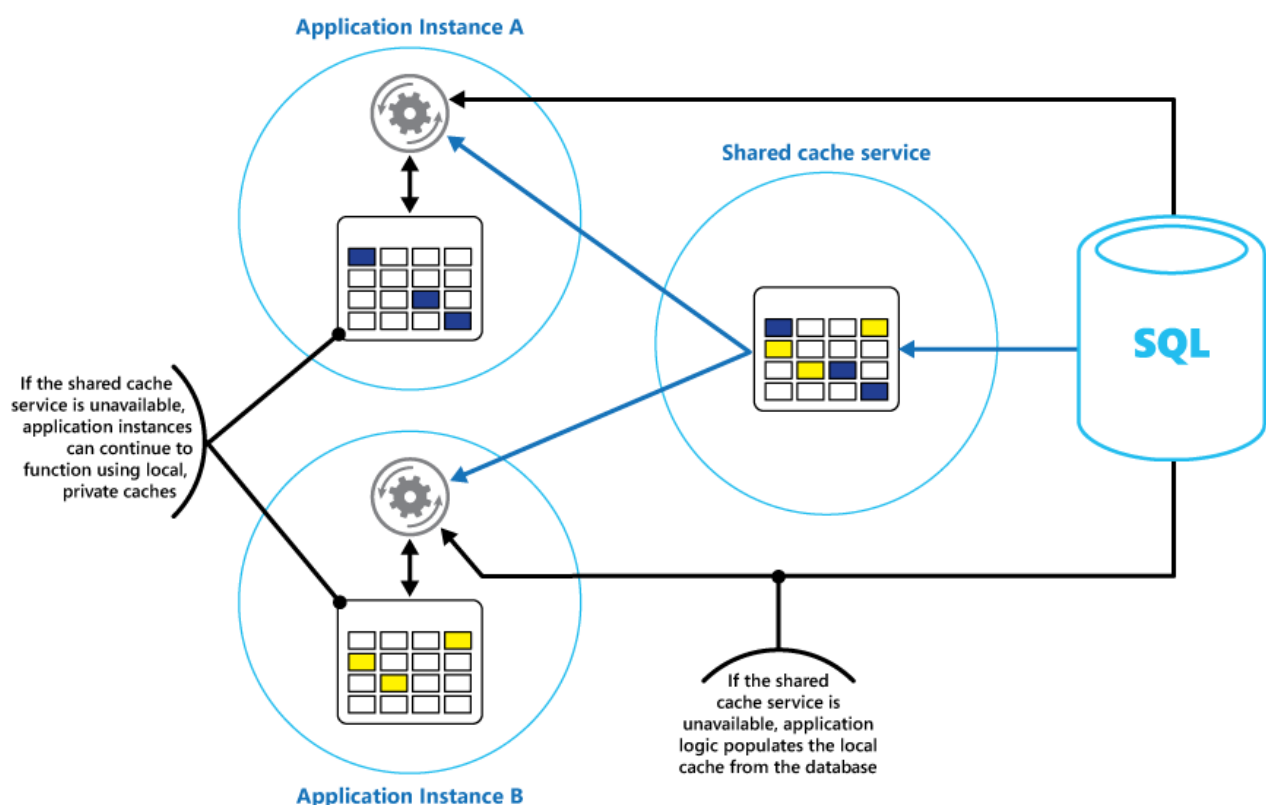 Application Instance A
Shared cache service
SQL
If the shared cache
service is unavailable,
application instances
can continue to
function using local,
private caches
If the shared
cache service is
unavailable, application
logic populates the local
cache from the database
Application Instance B